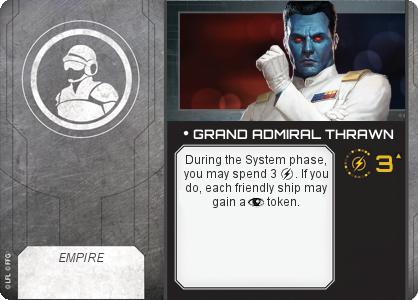 • GRAND ADMIRAL THRAWN
During the System phase,
you may spend 3 . If you
do, each friendly ship may
gain a token.
3
EMPIRE
© LFL © FFG